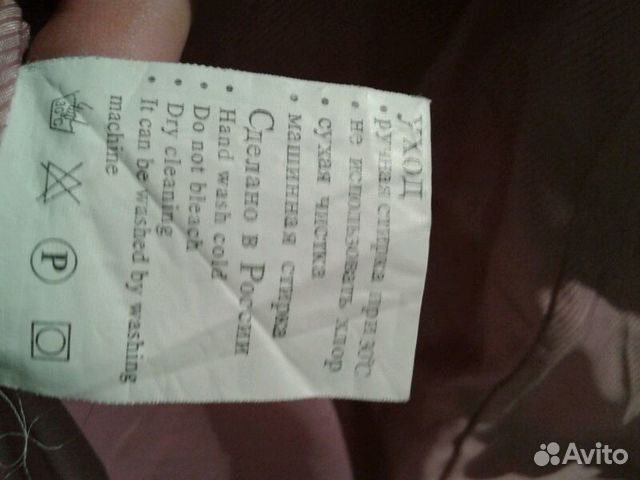 УХОД
• ручная стирка при 30°С
• не использовать хлор
• сухая чистка
• машинная стирка
Сделано в России
• Hand wash cold
• Do not bleach
• Dry cleaning
• It can be washed by washing
machine
P
Avito